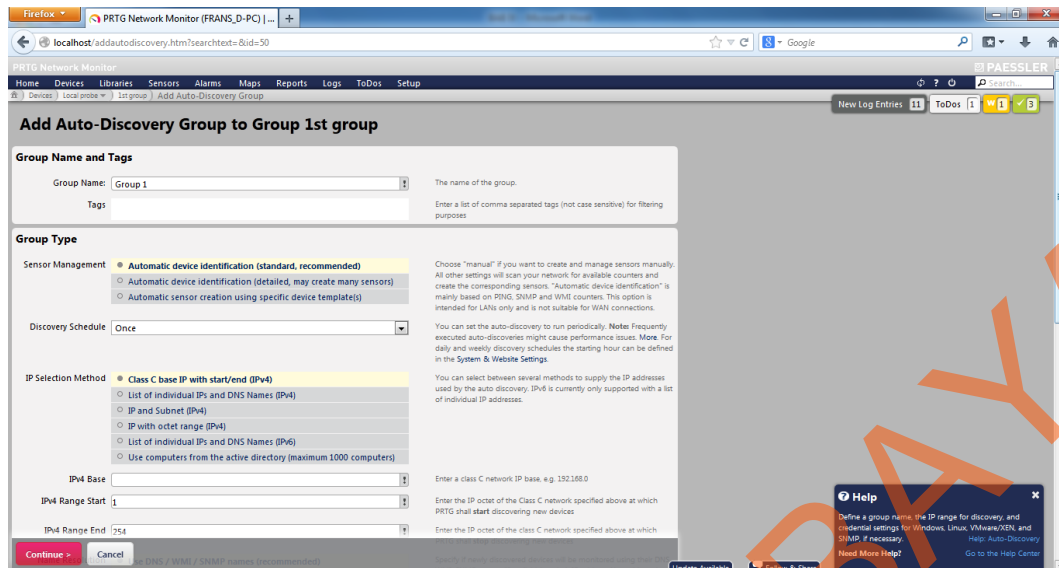 Firefox
PRTG Network Monitor (FRANS_D-PC) | ...
localhost/addautodiscovery.htm?searchtext=&id=50
Google
PRTG Network Monitor
PAESSLER
Home Devices Libraries Sensors Alarms Maps Reports Logs ToDos Setup
Search...
Devices Local probe 1st group Add Auto-Discovery Group
New Log Entries 11 ToDos 1 W 1 3
Add Auto-Discovery Group to Group 1st group
Group Name and Tags
Group Name: Group 1 The name of the group.
Tags Enter a list of comma separated tags (not case sensitive) for filtering
purposes
Group Type
Sensor Management Automatic device identification (standard, recommended)
Automatic device identification (detailed, may create many sensors)
Automatic sensor creation using specific device template(s)
Choose "manual" if you want to create and manage sensors manually.
All other settings will scan your network for available counters and
create the corresponding sensors. "Automatic device identification" is
mainly based on PING, SNMP and WMI counters. This option is
intended for LANs only and is not suitable for WAN connections.
Discovery Schedule Once
You can set the auto-discovery to run periodically. Note: Frequently
executed auto-discoveries might cause performance issues. More. For
daily and weekly discovery schedules the starting hour can be defined
in the System & Website Settings.
IP Selection Method Class C base IP with start/end (IPv4)
List of individual IPs and DNS Names (IPv4)
IP and Subnet (IPv4)
IP with octet range (IPv4)
List of individual IPs and DNS Names (IPv6)
Use computers from the active directory (maximum 1000 computers)
You can select between several methods to supply the IP addresses
used by the auto discovery. IPv6 is currently only supported with a list
of individual IP addresses.
IPv4 Base Enter a class C network IP base, e.g. 192.168.0
IPv4 Range Start 1 Enter the IP octet of the Class C network specified above at which
PRTG shall start discovering new devices
IPv4 Range End 254 Enter the IP octet of the Class C network specified above at which
Continue > Cancel
Use DNS / WMI / SNMP names (recommended)
Help
Define a group name, the IP range for discovery, and
credential settings for Windows, Linux, VMware/XEN, and
SNMP, if necessary. Help: Auto-Discovery
Need More Help? Go to the Help Center
Update Available Follow & Share